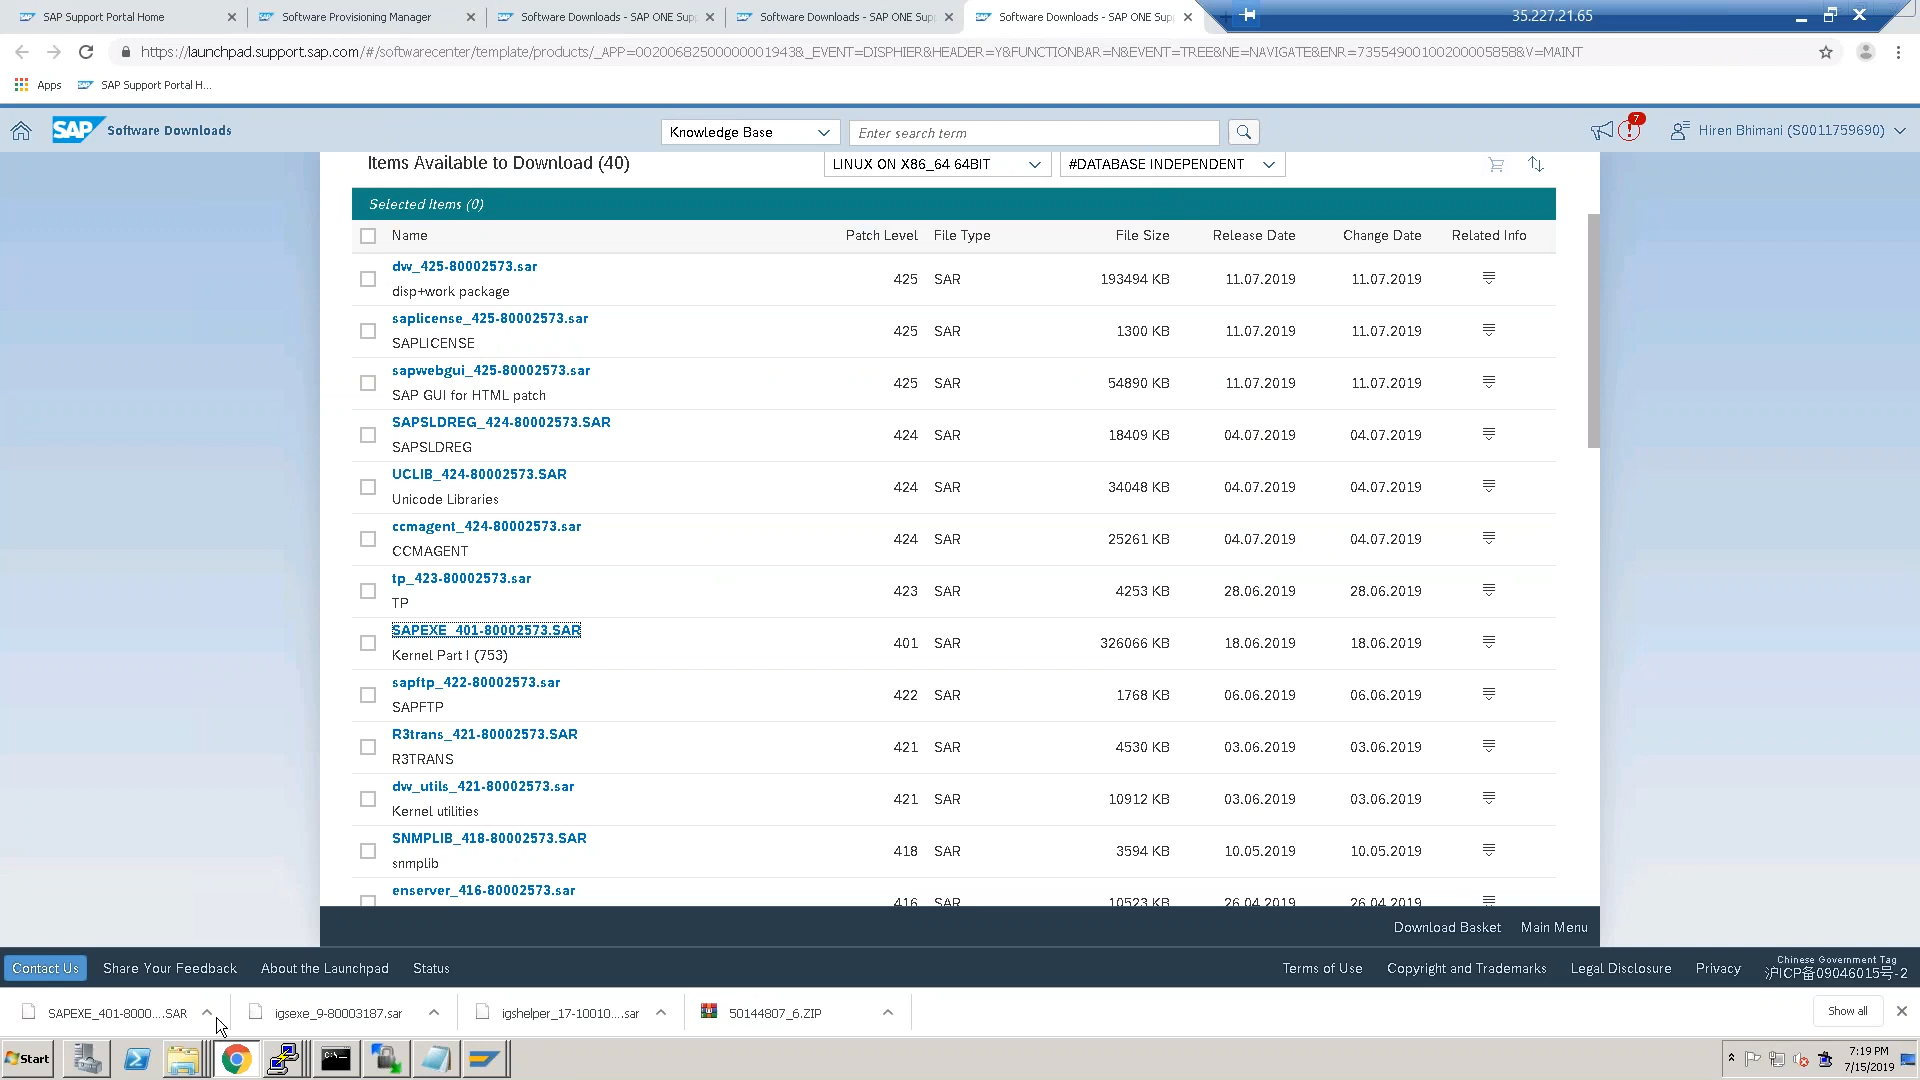 SAP Support Portal Home
Software Provisioning Manager
Software Downloads - SAP ONE Supp
Software Downloads - SAP ONE Supp
Software Downloads - SAP ONE Supp
35.227.21.65
https://launchpad.support.sap.com/#/softwarecenter/template/products/_APP=00200682500000001943&_EVENT=DISPHIER&HEADER=Y&FUNCTIONBAR=N&EVENT=TREE&NE=NAVIGATE&ENR=73554900100200005858&V=MAINT
Apps
SAP Support Portal H...
SAP
Software Downloads
Knowledge Base
Enter search term
7
Hiren Bhimani (S0011759690)
Items Available to Download (40)
LINUX ON X86_64 64BIT
#DATABASE INDEPENDENT
Selected Items (0)
Name Patch Level File Type File Size Release Date Change Date Related Info
dw_425-80002573.sar
disp+work package
425 SAR 193494 KB 11.07.2019 11.07.2019
saplicense_425-80002573.sar
SAPLICENSE
425 SAR 1300 KB 11.07.2019 11.07.2019
sapwebgui_425-80002573.sar
SAP GUI for HTML patch
425 SAR 54890 KB 11.07.2019 11.07.2019
SAPSLDREG_424-80002573.SAR
SAPSLDREG
424 SAR 18409 KB 04.07.2019 04.07.2019
UCLIB_424-80002573.SAR
Unicode Libraries
424 SAR 34048 KB 04.07.2019 04.07.2019
ccmagent_424-80002573.sar
CCMAGENT
424 SAR 25261 KB 04.07.2019 04.07.2019
tp_423-80002573.sar
TP
423 SAR 4253 KB 28.06.2019 28.06.2019
SAPEXE_401-80002573.SAR
Kernel Part I (753)
401 SAR 326066 KB 18.06.2019 18.06.2019
sapftp_422-80002573.sar
SAPFTP
422 SAR 1768 KB 06.06.2019 06.06.2019
R3trans_421-80002573.SAR
R3TRANS
421 SAR 4530 KB 03.06.2019 03.06.2019
dw_utils_421-80002573.sar
Kernel utilities
421 SAR 10912 KB 03.06.2019 03.06.2019
SNMPLIB_418-80002573.SAR
snmplib
418 SAR 3594 KB 10.05.2019 10.05.2019
enserver_416-80002573.sar
416 SAR 10523 KB 26.04.2019 26.04.2019
Download Basket Main Menu
Contact Us Share Your Feedback About the Launchpad Status
Terms of Use Copyright and Trademarks Legal Disclosure Privacy
Chinese Government Tag
沪ICP备09046015号-2
SAPEXE_401-8000....SAR
igsexe_9-80003187.sar
igshelper_17-10010....sar
50144807_6.ZIP
Show all
Start
C:\_
7:19 PM
7/15/2019